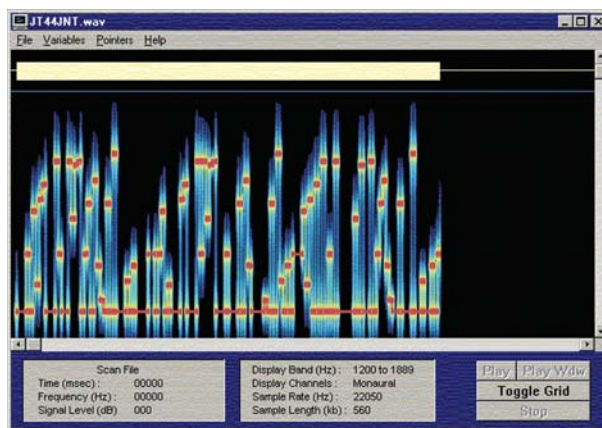 JT44JNT.wav
File Variables Pointers Help
Scan File
Time (msec) : 00000
Frequency (Hz) : 00000
Signal Level (dB) 000
Display Band (Hz) : 1200 to 1889
Display Channels : Monaural
Sample Rate (Hz) : 22050
Sample Length (kb) : 560
Play Play Wdw.
Toggle Grid
Stop